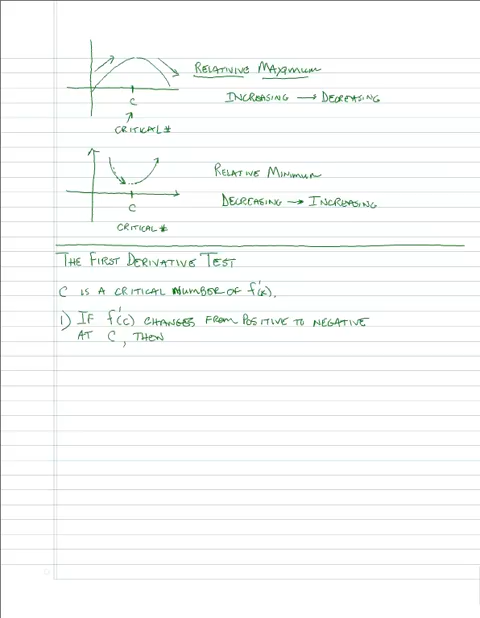 RELATIVIVE MAXIMUM
INCREASING → DECREASING
C
CRITICAL #
RELATIVE MINIMUM
DECREASING → INCREASING
C
CRITICAL #
THE FIRST DERIVATIVE TEST
C IS A CRITICAL NUMBER OF f'(x).
1) IF f'(c) CHANGES FROM POSITIVE TO NEGATIVE
AT C, THEN